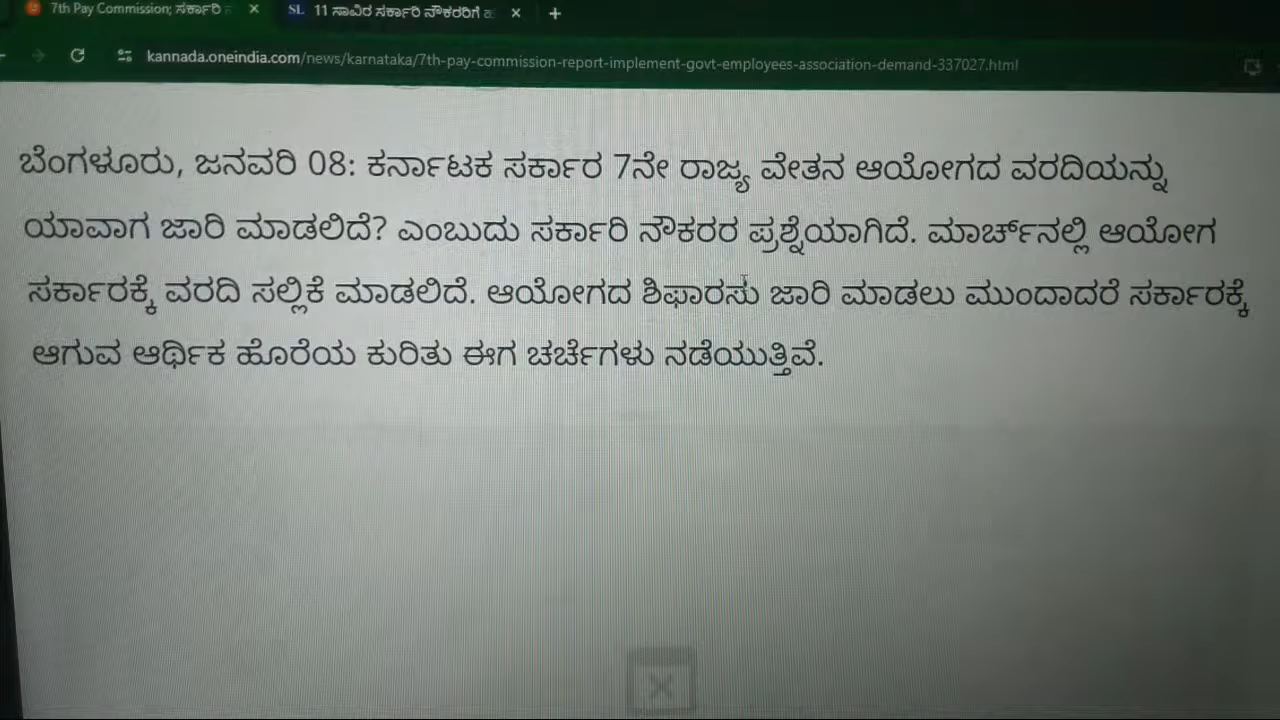 7th Pay Commission; ಸರ್ಕಾರಿ
SL 11 ಸಾವಿರ ಸರ್ಕಾರಿ ನೌಕರರಿಗೆ
kannada.oneindia.com/news/karnataka/7th-pay-commission-report-implement-govt-employees-association-demand-337027.html
ಬೆಂಗಳೂರು, ಜನವರಿ 08: ಕರ್ನಾಟಕ ಸರ್ಕಾರ 7ನೇ ರಾಜ್ಯ ವೇತನ ಆಯೋಗದ ವರದಿಯನ್ನು
ಯಾವಾಗ ಜಾರಿ ಮಾಡಲಿದೆ? ಎಂಬುದು ಸರ್ಕಾರಿ ನೌಕರರ ಪ್ರಶ್ನೆಯಾಗಿದೆ. ಮಾರ್ಚ್‌ನಲ್ಲಿ ಆಯೋಗ
ಸರ್ಕಾರಕ್ಕೆ ವರದಿ ಸಲ್ಲಿಕೆ ಮಾಡಲಿದೆ. ಆಯೋಗದ ಶಿಫಾರಸು ಜಾರಿ ಮಾಡಲು ಮುಂದಾದರೆ ಸರ್ಕಾರಕ್ಕೆ
ಆಗುವ ಆರ್ಥಿಕ ಹೊರೆಯ ಕುರಿತು ಈಗ ಚರ್ಚೆಗಳು ನಡೆಯುತ್ತಿವೆ.